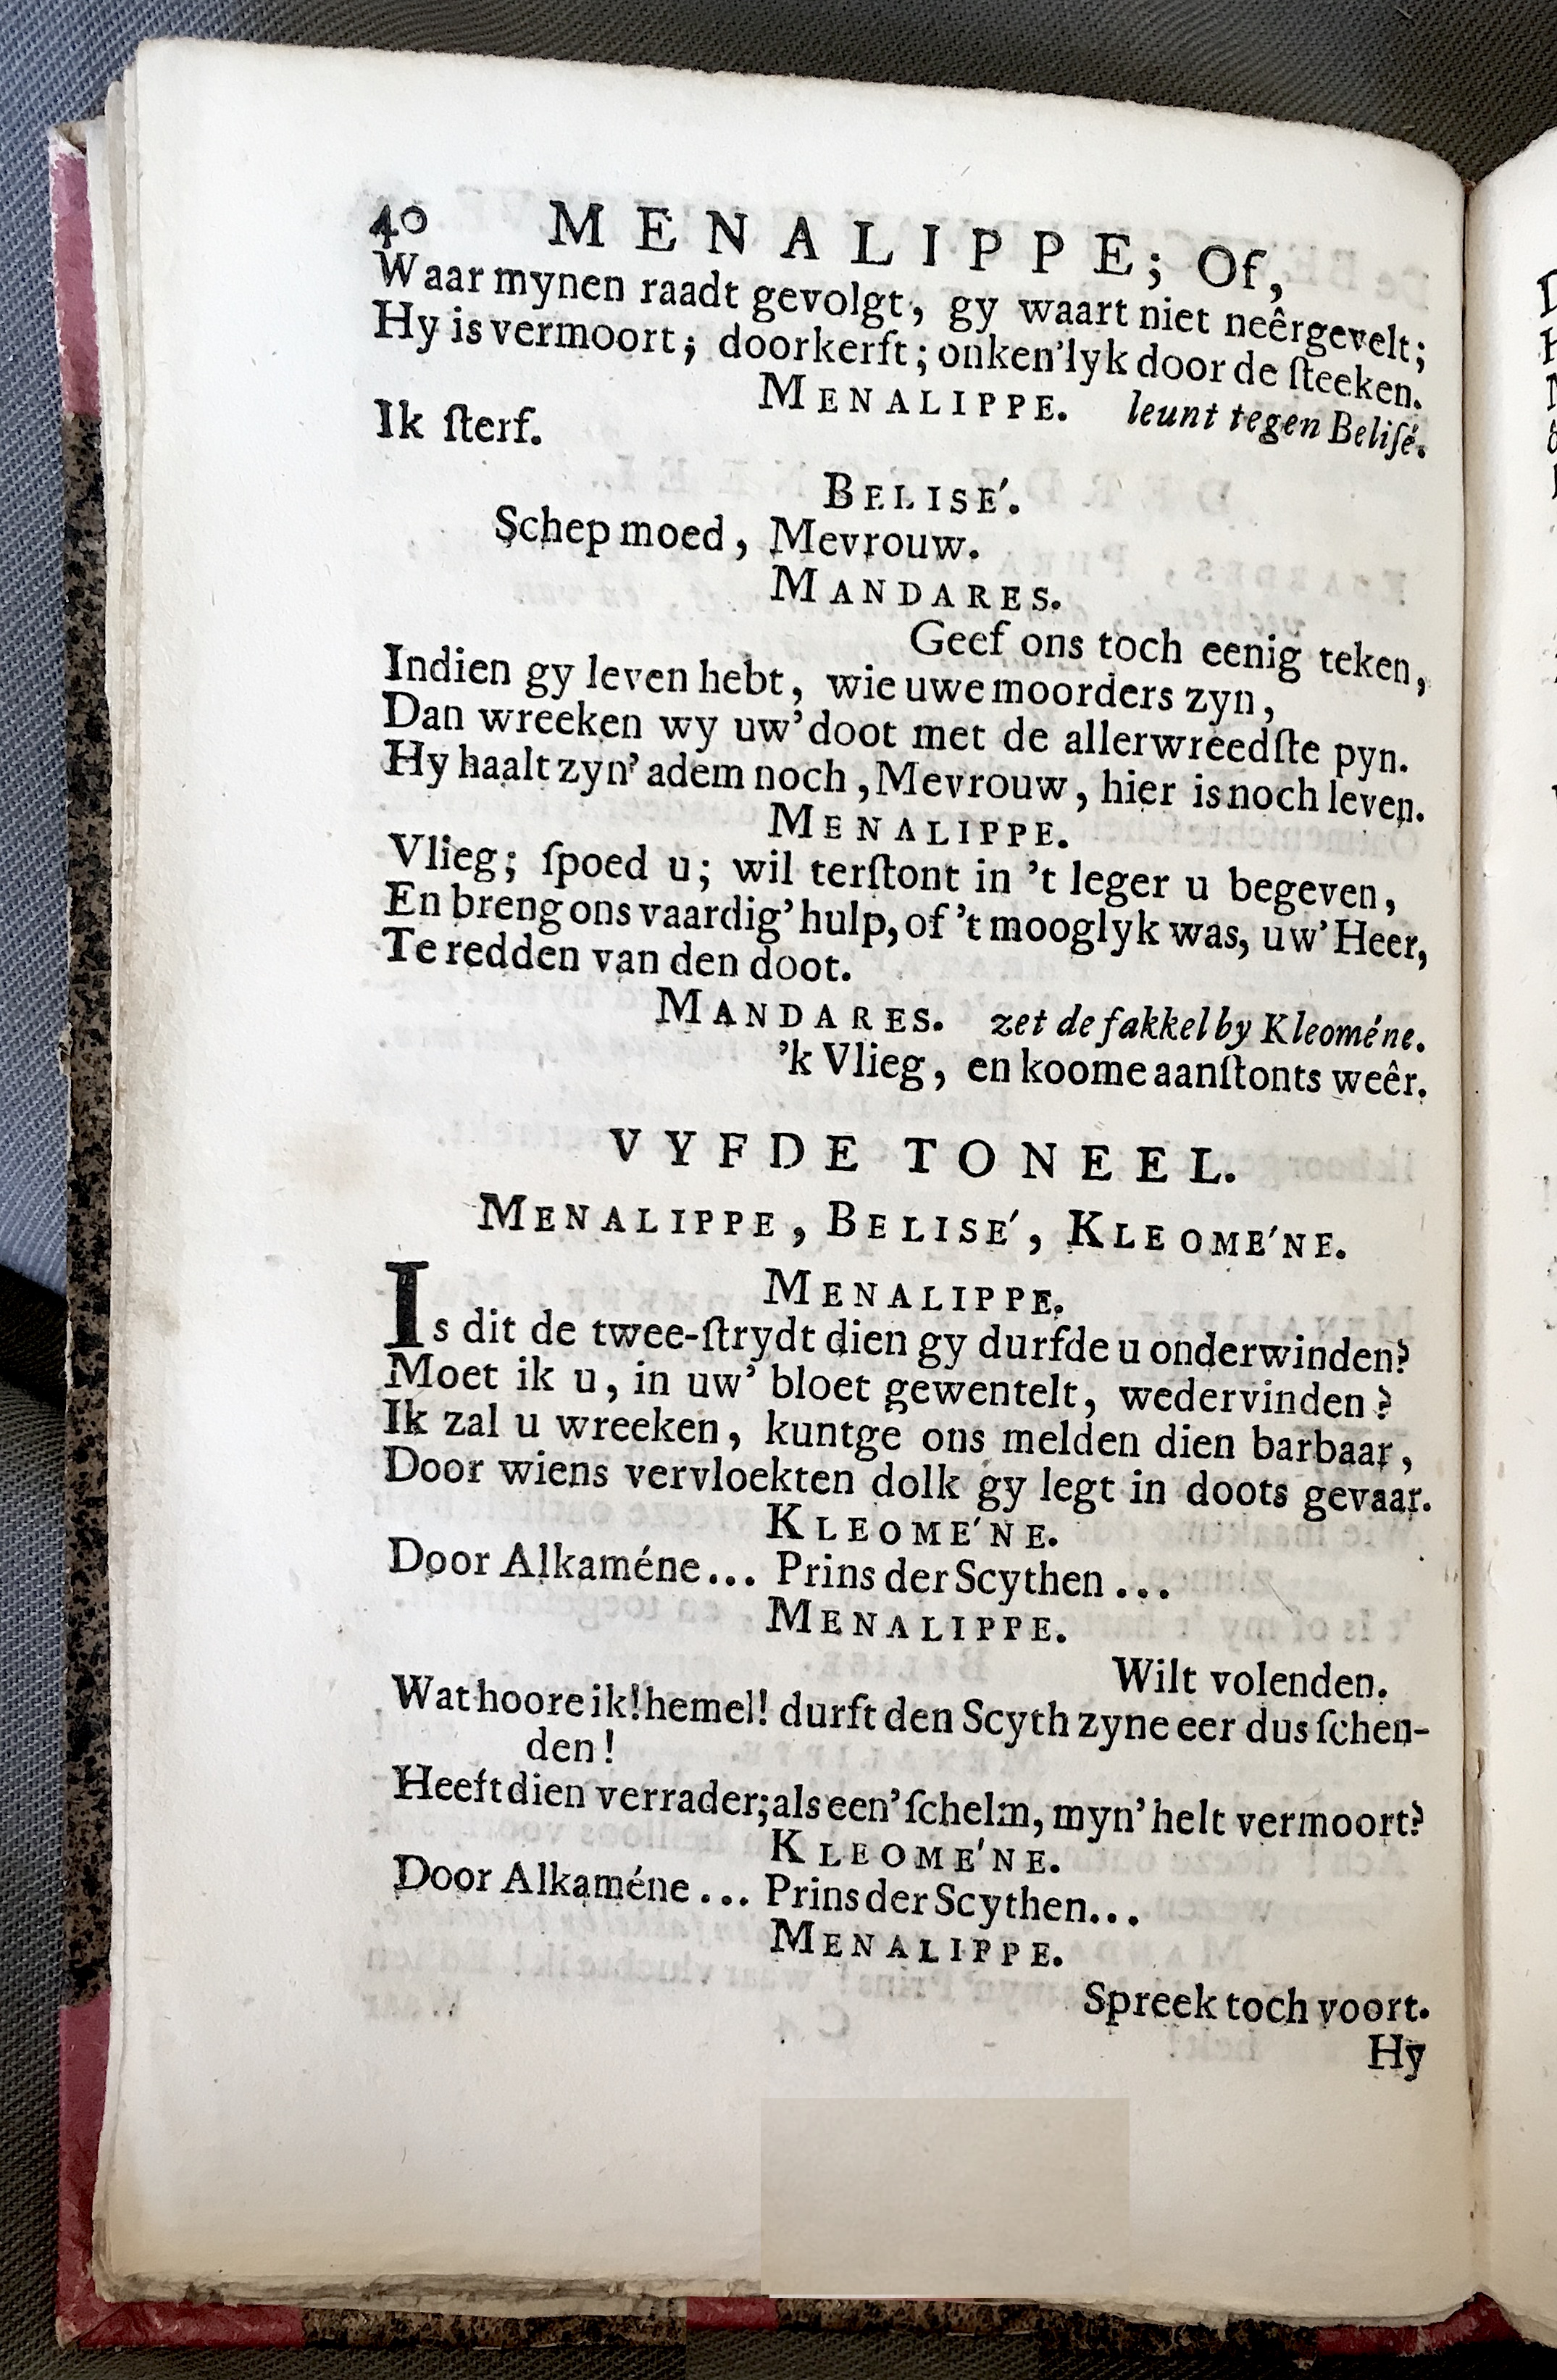 40 MENALIPPE; Of,
Waar mynen raadt gevolgt, gy waart niet neêrgevelt;
Hy is vermoort; doorkerft; onken'lyk door de ſteeken.
MENALIPPE. leunt tegen Beliſé.
Ik ſterf.
BELISE´.
Schep moed, Mevrouw.
MANDARES.
Geef ons toch eenig teken,
Indien gy leven hebt, wie uwe moorders zyn,
Dan wreeken wy uw' doot met de allerwreedſte pyn.
Hy haalt zyn' adem noch, Mevrouw, hier is noch leven.
MENALIPPE.
Vlieg; ſpoed u; wil terſtont in 't leger u begeven,
En breng ons vaardig' hulp, of 't mooglyk was, uw' Heer,
Te redden van den doot.
MANDARES. zet de fakkel by Kleoméne.
'k Vlieg, en koome aanſtonts weêr.
VYFDE TONEEL.
MENALIPPE, BELISE´, KLEOME´NE.
MENALIPPE.
Is dit de twee-ſtrydt dien gy durfde u onderwinden?
Moet ik u, in uw' bloet gewentelt, wedervinden?
Ik zal u wreeken, kuntge ons melden dien barbaar,
Door wiens vervloekten dolk gy legt in doots gevaar.
KLEOME´NE.
Door Alkaméne... Prins der Scythen...
MENALIPPE.
Wilt volenden.
Wat hoore ik! hemel! durft den Scyth zyne eer dus ſchen-
den!
Heeft dien verrader; als een' ſchelm, myn' helt vermoort?
KLEOME´NE.
Door Alkaméne... Prins der Scythen...
MENALIPPE.
Spreek toch voort.
Hy